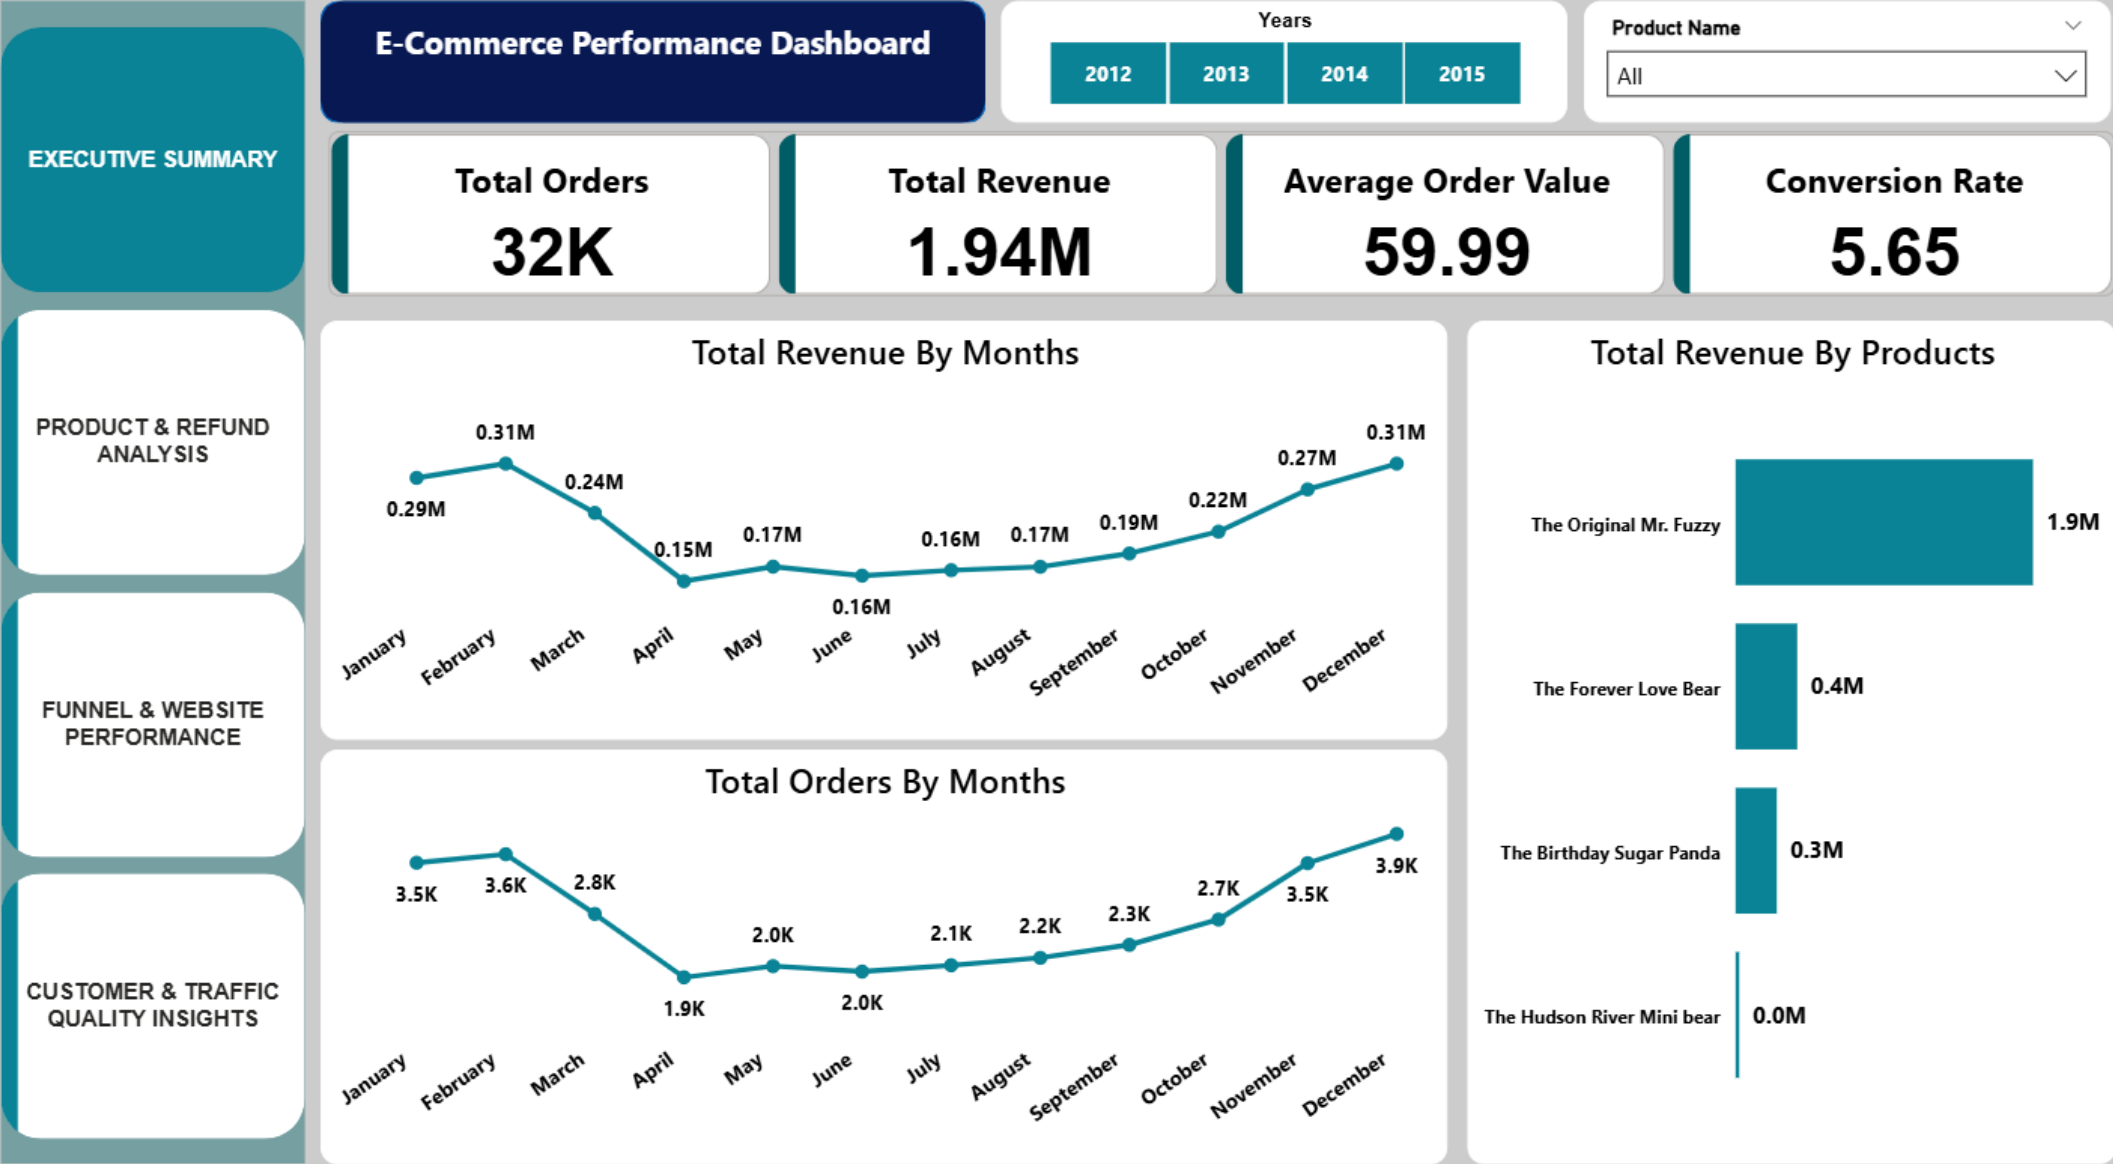 EXECUTIVE SUMMARY
PRODUCT & REFUND
ANALYSIS
FUNNEL & WEBSITE
PERFORMANCE
CUSTOMER & TRAFFIC
QUALITY INSIGHTS
E-Commerce Performance Dashboard
Years
2012 2013 2014 2015
Product Name
All
Total Orders
32K
Total Revenue
1.94M
Average Order Value
59.99
Conversion Rate
5.65
Total Revenue By Months
0.29M 0.31M 0.24M 0.15M 0.17M 0.16M 0.16M 0.17M 0.19M 0.22M 0.27M 0.31M
January February March April May June July August September October November December
Total Orders By Months
3.5K 3.6K 2.8K 1.9K 2.0K 2.0K 2.1K 2.2K 2.3K 2.7K 3.5K 3.9K
January February March April May June July August September October November December
Total Revenue By Products
The Original Mr. Fuzzy 1.9M
The Forever Love Bear 0.4M
The Birthday Sugar Panda 0.3M
The Hudson River Mini bear 0.0M